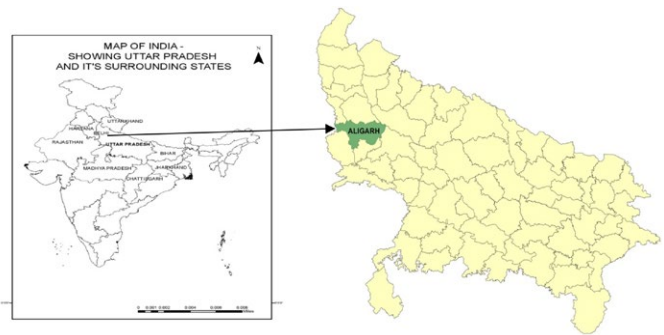 MAP OF INDIA -
SHOWING UTTAR PRADESH
AND IT'S SURROUNDING STATES
N
UTTARAKHAND
HARYANA
DELHI
RAJASTHAN
UTTAR PRADESH
BIHAR
JHARKHAND
MADHYA PRADESH
CHATTISGARH
ALIGARH